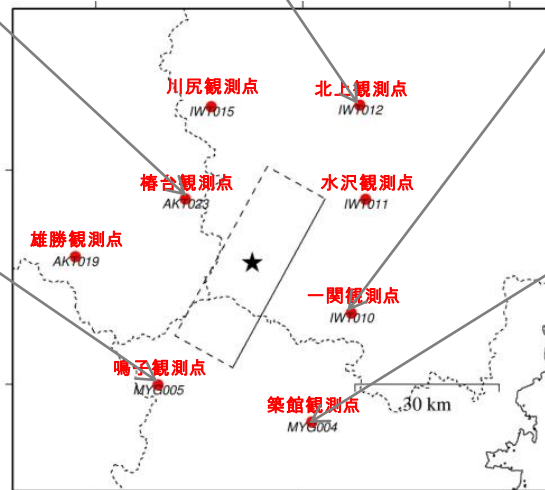 川尻観測点
IWT015
北上観測点
IWT012
椿台観測点
AKT023
水沢観測点
IWT011
雄勝観測点
AKT019
一関観測点
IWT010
鳴子観測点
MYG005
30 km
築館観測点
MYG004